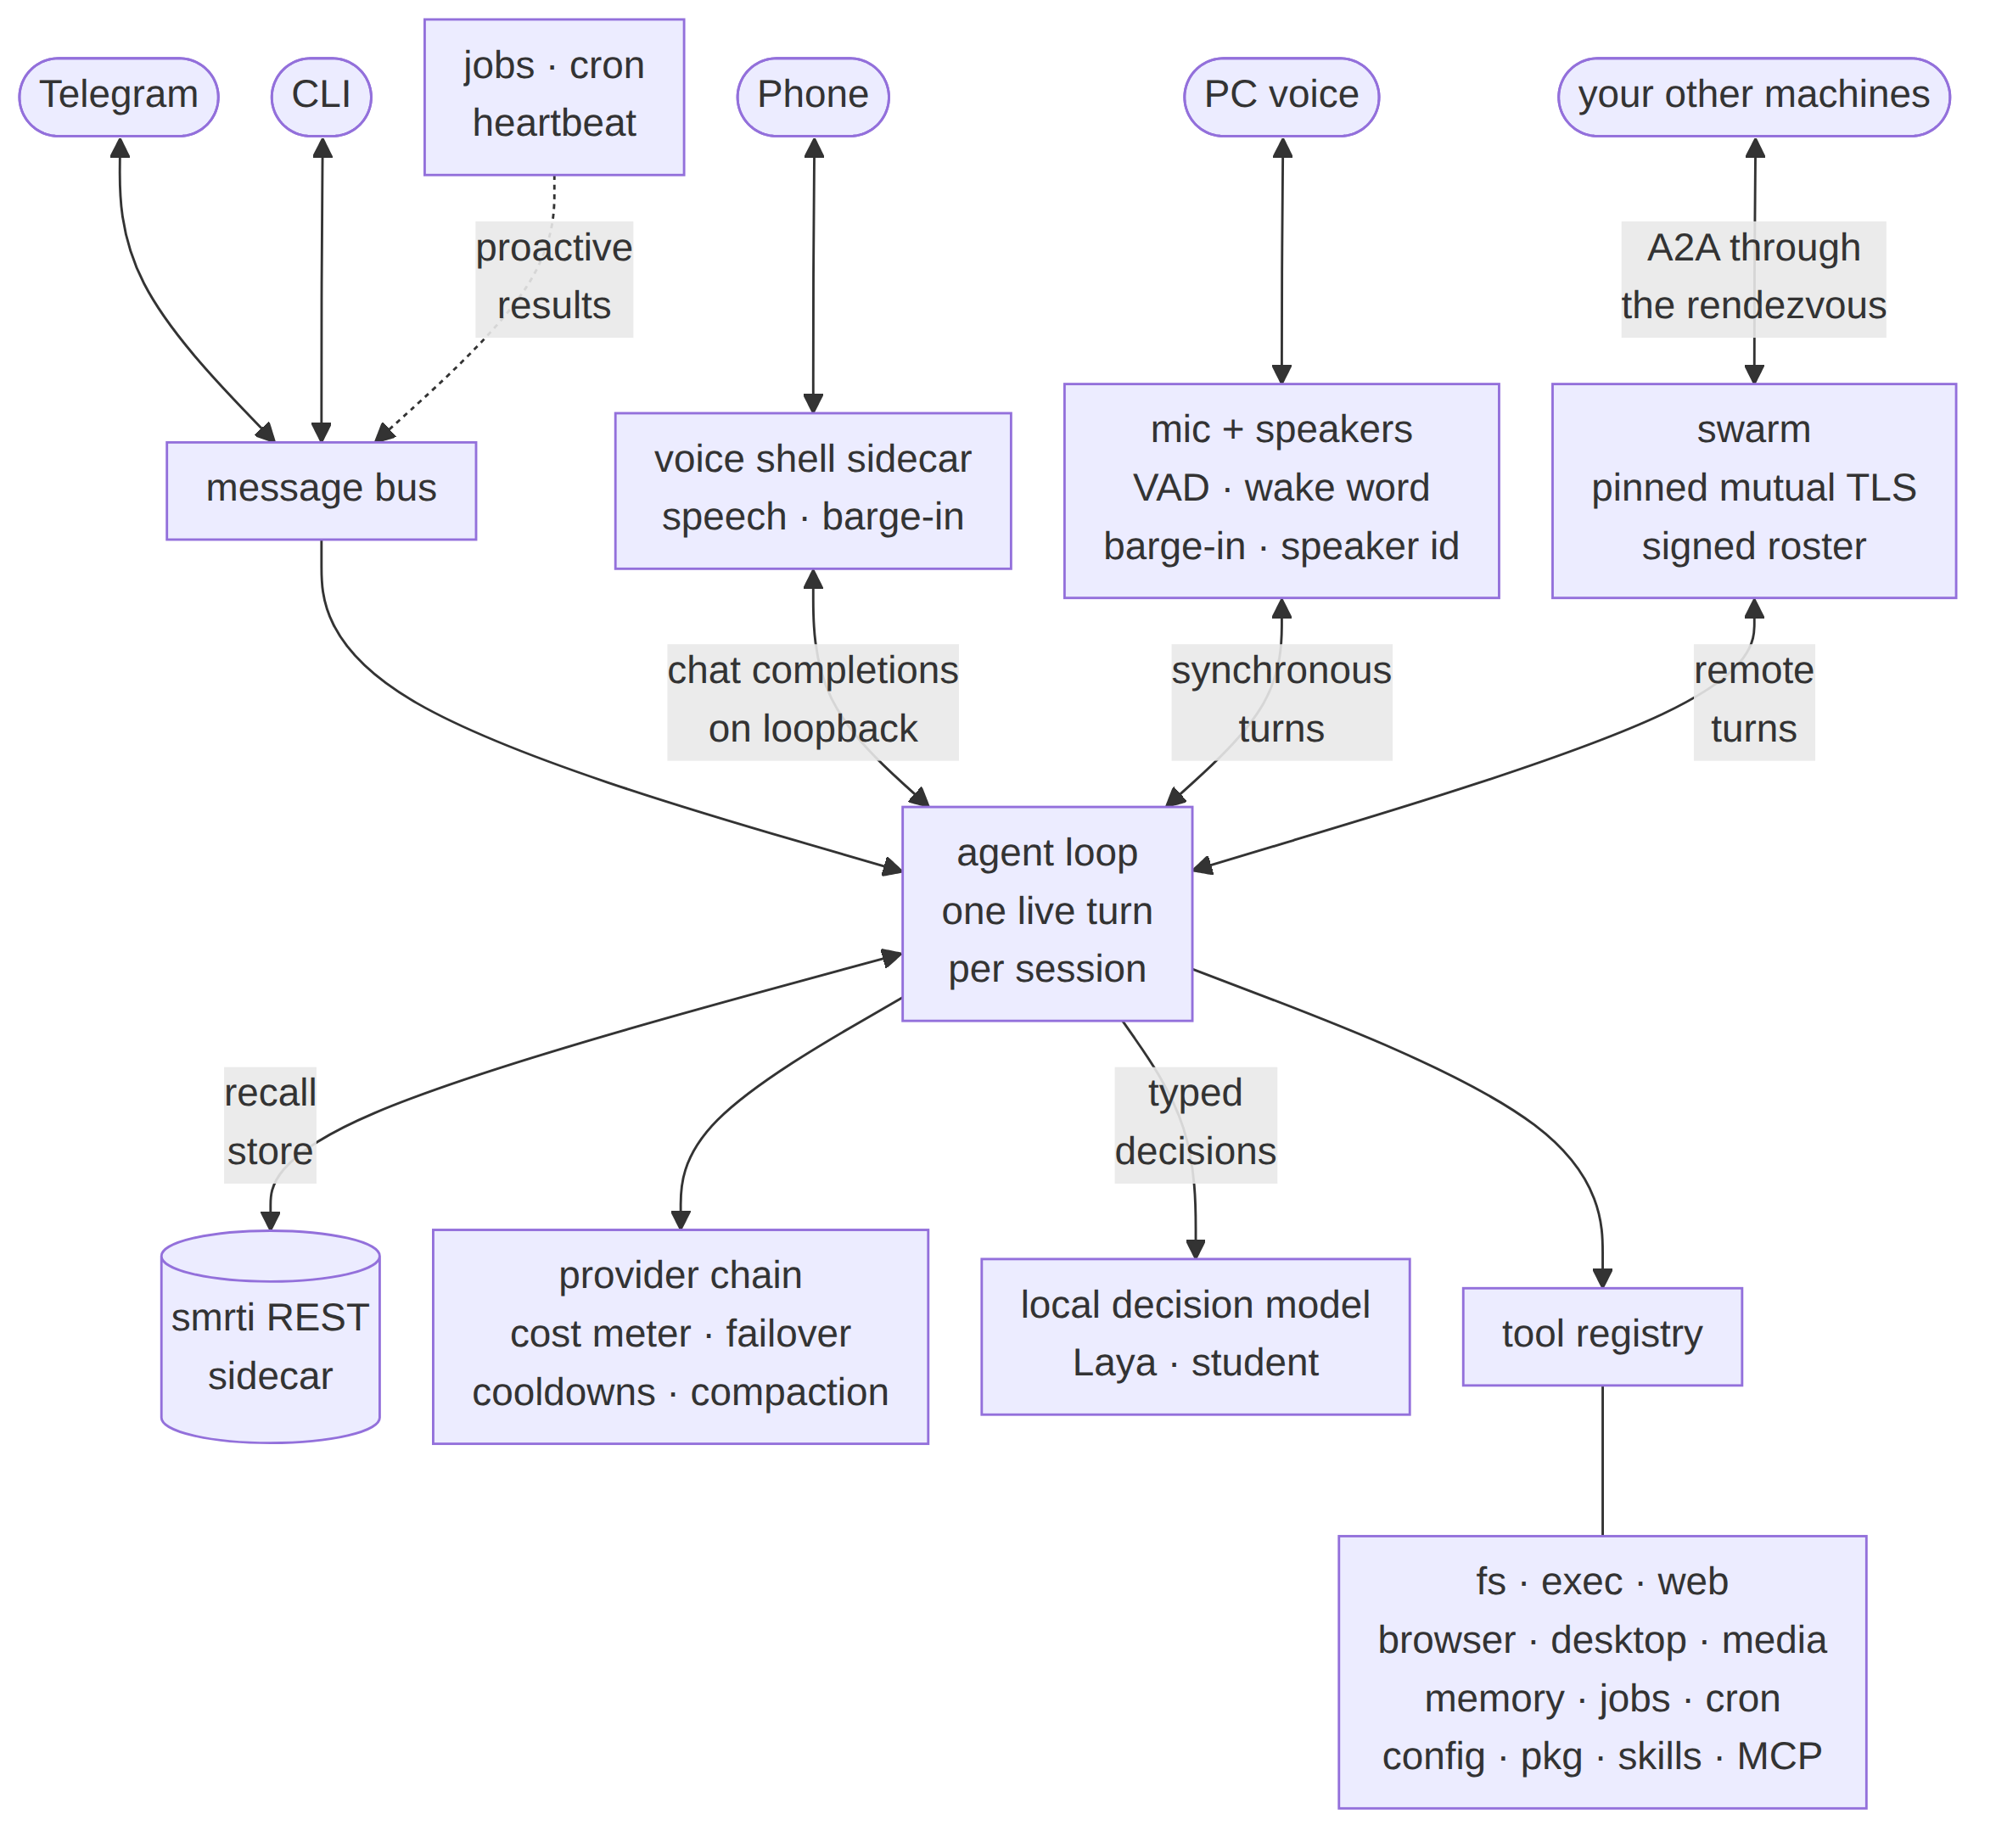 Telegram
CLI
jobs · cron
heartbeat
Phone
PC voice
your other machines
proactive
results
A2A through
the rendezvous
message bus
voice shell sidecar
speech · barge-in
mic + speakers
VAD · wake word
barge-in · speaker id
swarm
pinned mutual TLS
signed roster
chat completions
on loopback
synchronous
turns
remote
turns
agent loop
one live turn
per session
recall
store
typed
decisions
smrti REST
sidecar
provider chain
cost meter · failover
cooldowns · compaction
local decision model
Laya · student
tool registry
fs · exec · web
browser · desktop · media
memory · jobs · cron
config · pkg · skills · MCP